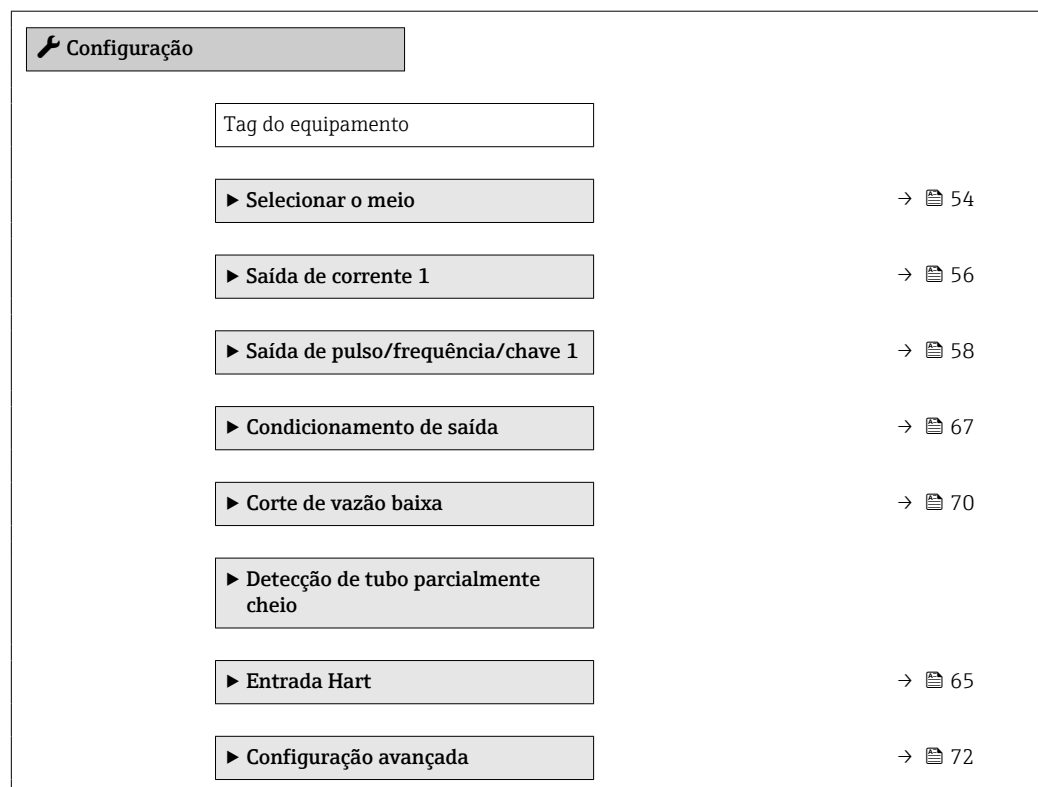 Configuração
Tag do equipamento
▶ Selecionar o meio → 54
▶ Saída de corrente 1 → 56
▶ Saída de pulso/frequência/chave 1 → 58
▶ Condicionamento de saída → 67
▶ Corte de vazão baixa → 70
▶ Detecção de tubo parcialmente
cheio
▶ Entrada Hart → 65
▶ Configuração avançada → 72